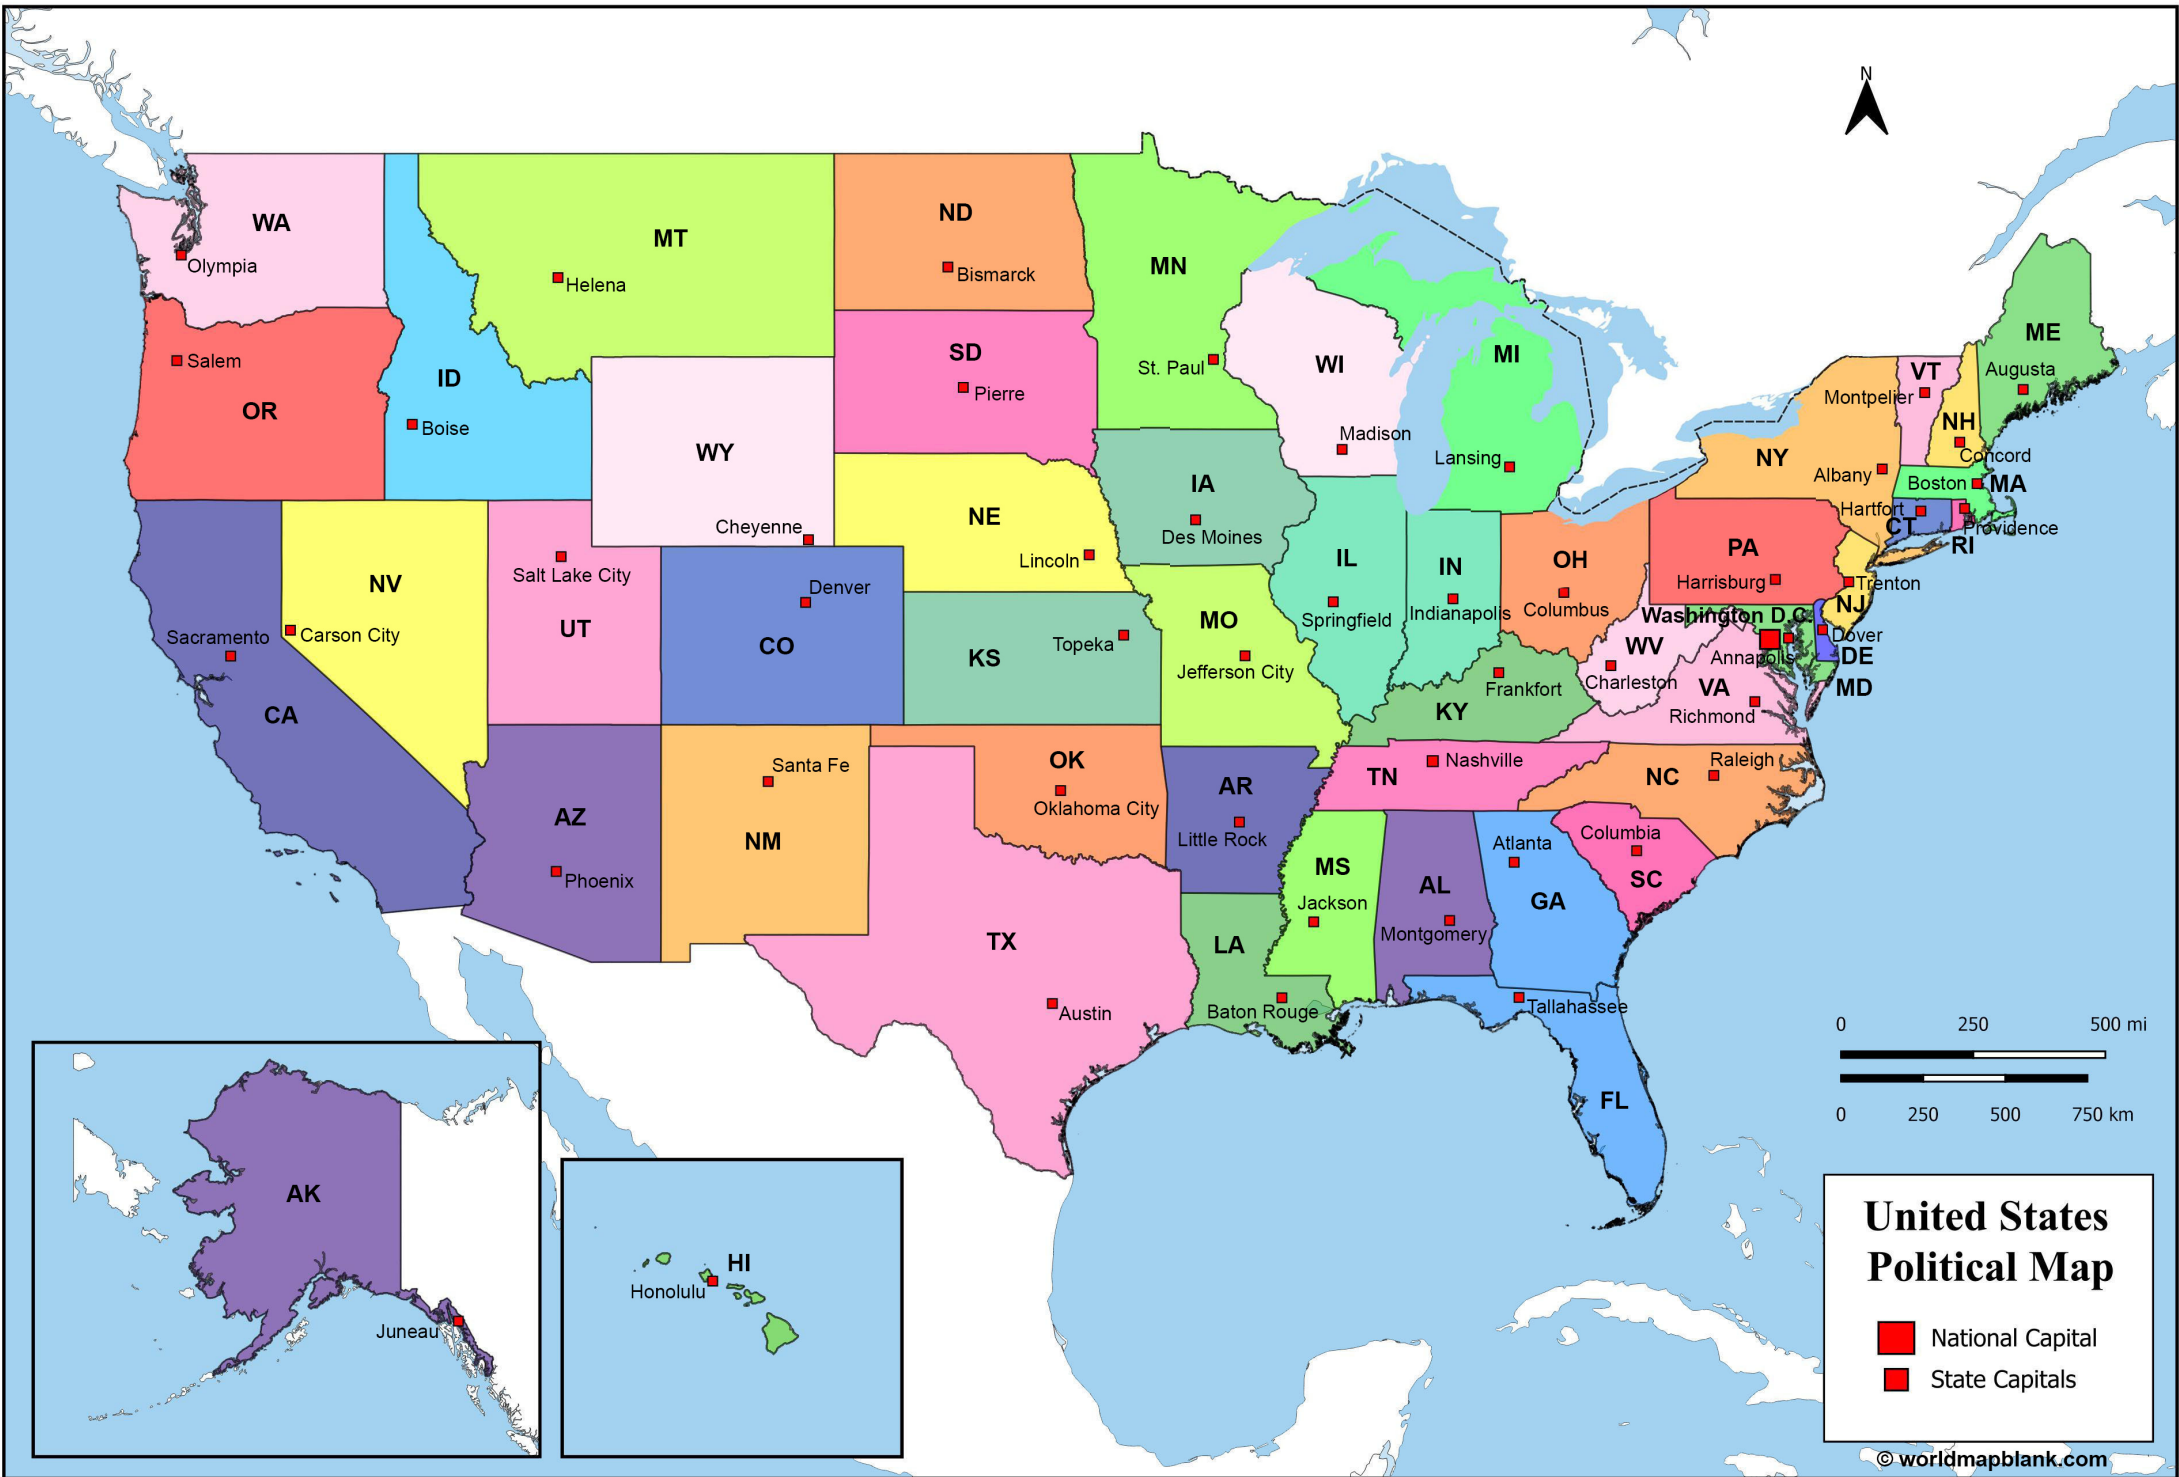 N
WA
Olympia
MT
Helena
ND
Bismarck
MN
St. Paul
OR
Salem
ID
Boise
WY
Cheyenne
SD
Pierre
WI
Madison
MI
Lansing
ME
Augusta
VT
Montpelier
NH
Concord
NY
Albany
Boston
MA
Hartford
CT
Providence
RI
IA
Des Moines
NE
Lincoln
NV
Carson City
Sacramento
CA
Salt Lake City
UT
Denver
CO
Topeka
KS
MO
Jefferson City
IL
Springfield
IN
Indianapolis
OH
Columbus
PA
Harrisburg
Trenton
NJ
Washington D.C.
Dover
DE
Annapolis
MD
WV
Charleston
VA
Richmond
Frankfort
KY
Nashville
TN
Raleigh
NC
Columbia
SC
Atlanta
GA
AL
Montgomery
MS
Jackson
AR
Little Rock
OK
Oklahoma City
Santa Fe
NM
AZ
Phoenix
TX
Austin
LA
Baton Rouge
Tallahassee
FL
0 250 500 mi
0 250 500 750 km
AK
Juneau
HI
Honolulu
United States
Political Map
National Capital
State Capitals
© worldmapblank.com